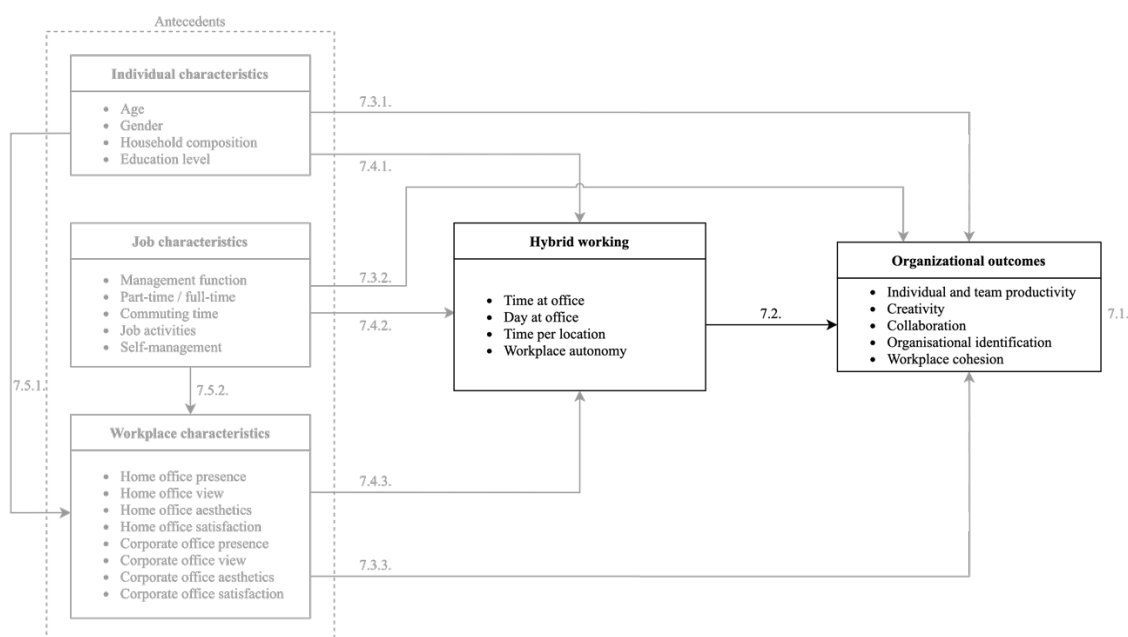 Antecedents
Individual characteristics
• Age
• Gender
• Household composition
• Education level
7.3.1.
7.4.1.
Job characteristics
• Management function
• Part-time / full-time
• Commuting time
• Job activities
• Self-management
7.3.2.
7.4.2.
Hybrid working
• Time at office
• Day at office
• Time per location
• Workplace autonomy
7.2.
Organizational outcomes
• Individual and team productivity
• Creativity
• Collaboration
• Organisational identification
• Workplace cohesion
7.1.
7.5.1.
7.5.2.
Workplace characteristics
• Home office presence
• Home office view
• Home office aesthetics
• Home office satisfaction
• Corporate office presence
• Corporate office view
• Corporate office aesthetics
• Corporate office satisfaction
7.4.3.
7.3.3.